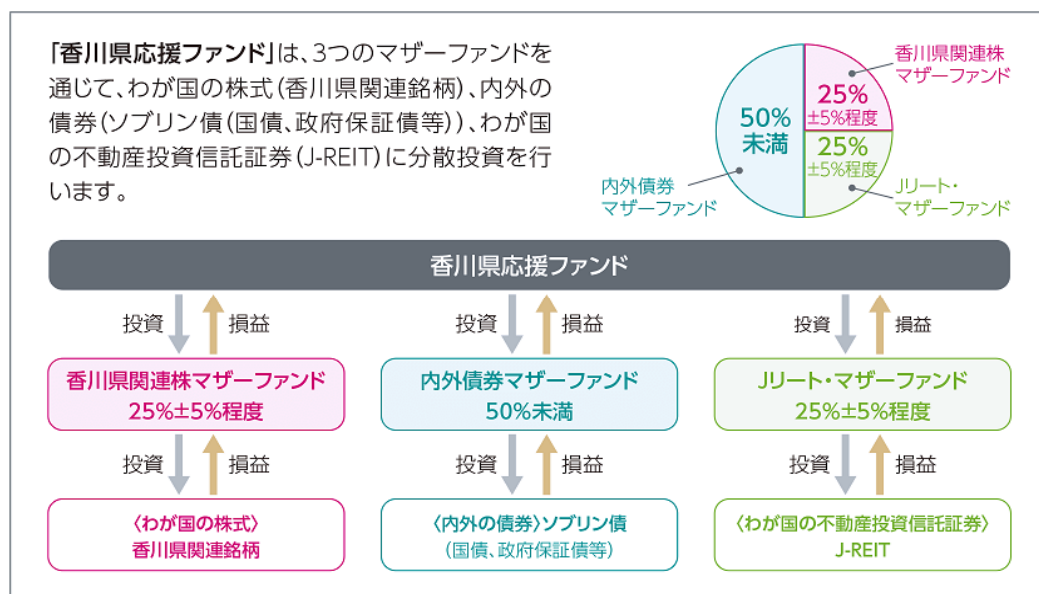 「香川県応援ファンド」は、3つのマザーファンドを
通じて、わが国の株式(香川県関連銘柄)、内外の
債券(ソブリン債(国債、政府保証債等))、わが国
の不動産投資信託証券(J-REIT)に分散投資を行
います。
香川県関連株
マザーファンド
25%
±5%程度
50%
未満
25%
±5%程度
内外債券
マザーファンド
Jリート・
マザーファンド
香川県応援ファンド
投資 損益 投資 損益 投資 損益
香川県関連株マザーファンド
25%±5%程度
内外債券マザーファンド
50%未満
Jリート・マザーファンド
25%±5%程度
投資 損益 投資 損益 投資 損益
〈わが国の株式〉
香川県関連銘柄
〈内外の債券〉ソブリン債
(国債、政府保証債等)
〈わが国の不動産投資信託証券〉
J-REIT